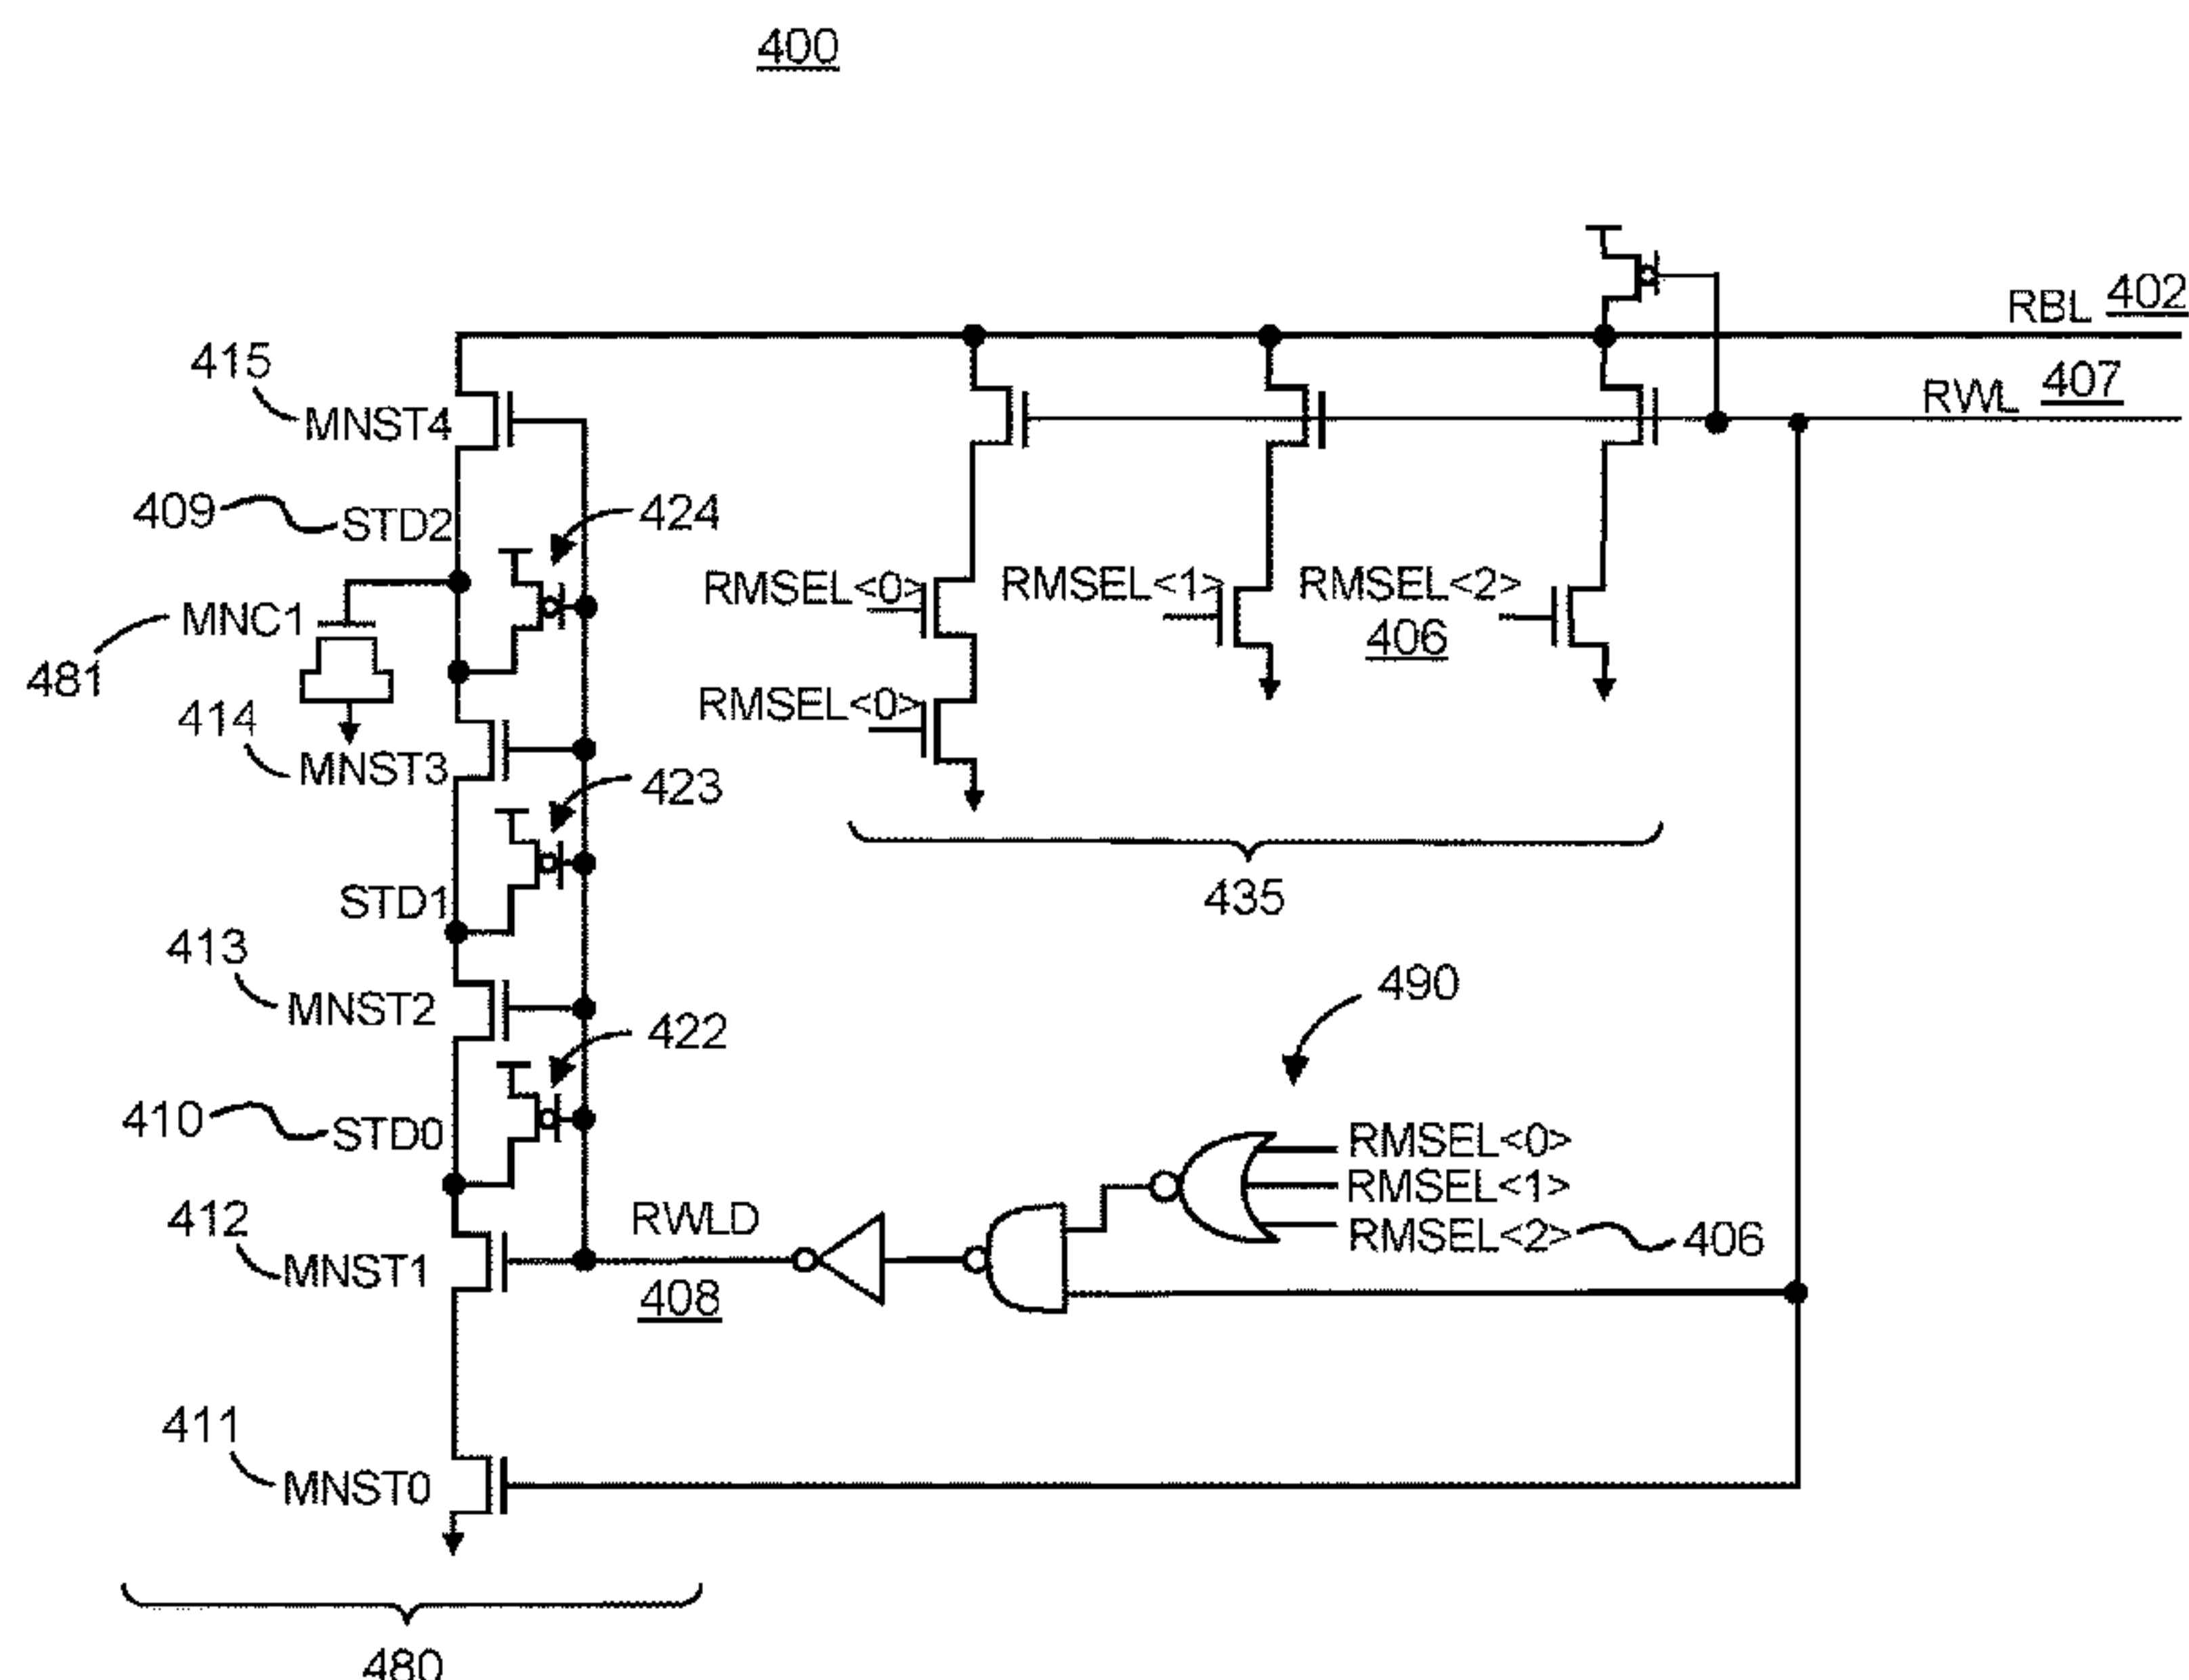 400
RBL 402
RWL 407
415
MNST4
409
STD2
424
MNC1
481
RMSEL<0>
RMSEL<1>
RMSEL<2>
406
RMSEL<0>
414
MNST3
423
STD1
435
413
MNST2
490
422
410
STD0
RMSEL<0>
RMSEL<1>
RMSEL<2>
406
412
MNST1
RWLD
408
411
MNST0
480